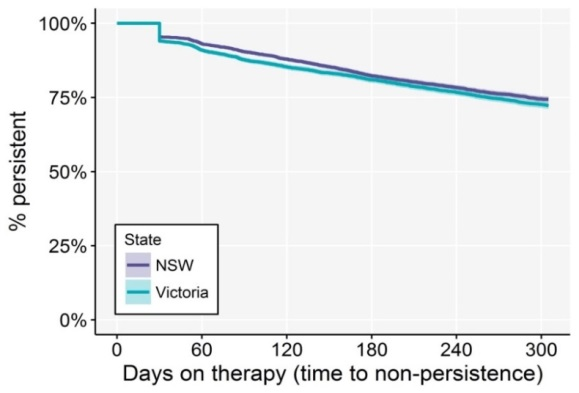 % persistent
100%
75%
50%
25%
0%
State
NSW
Victoria
0 60 120 180 240 300
Days on therapy (time to non-persistence)